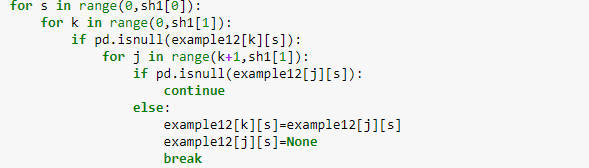 for s in range(0,sh1[0]):
    for k in range(0,sh1[1]):
        if pd.isnull(example12[k][s]):
            for j in range(k+1,sh1[1]):
                if pd.isnull(example12[j][s]):
                    continue
                else:
                    example12[k][s]=example12[j][s]
                    example12[j][s]=None
                    break